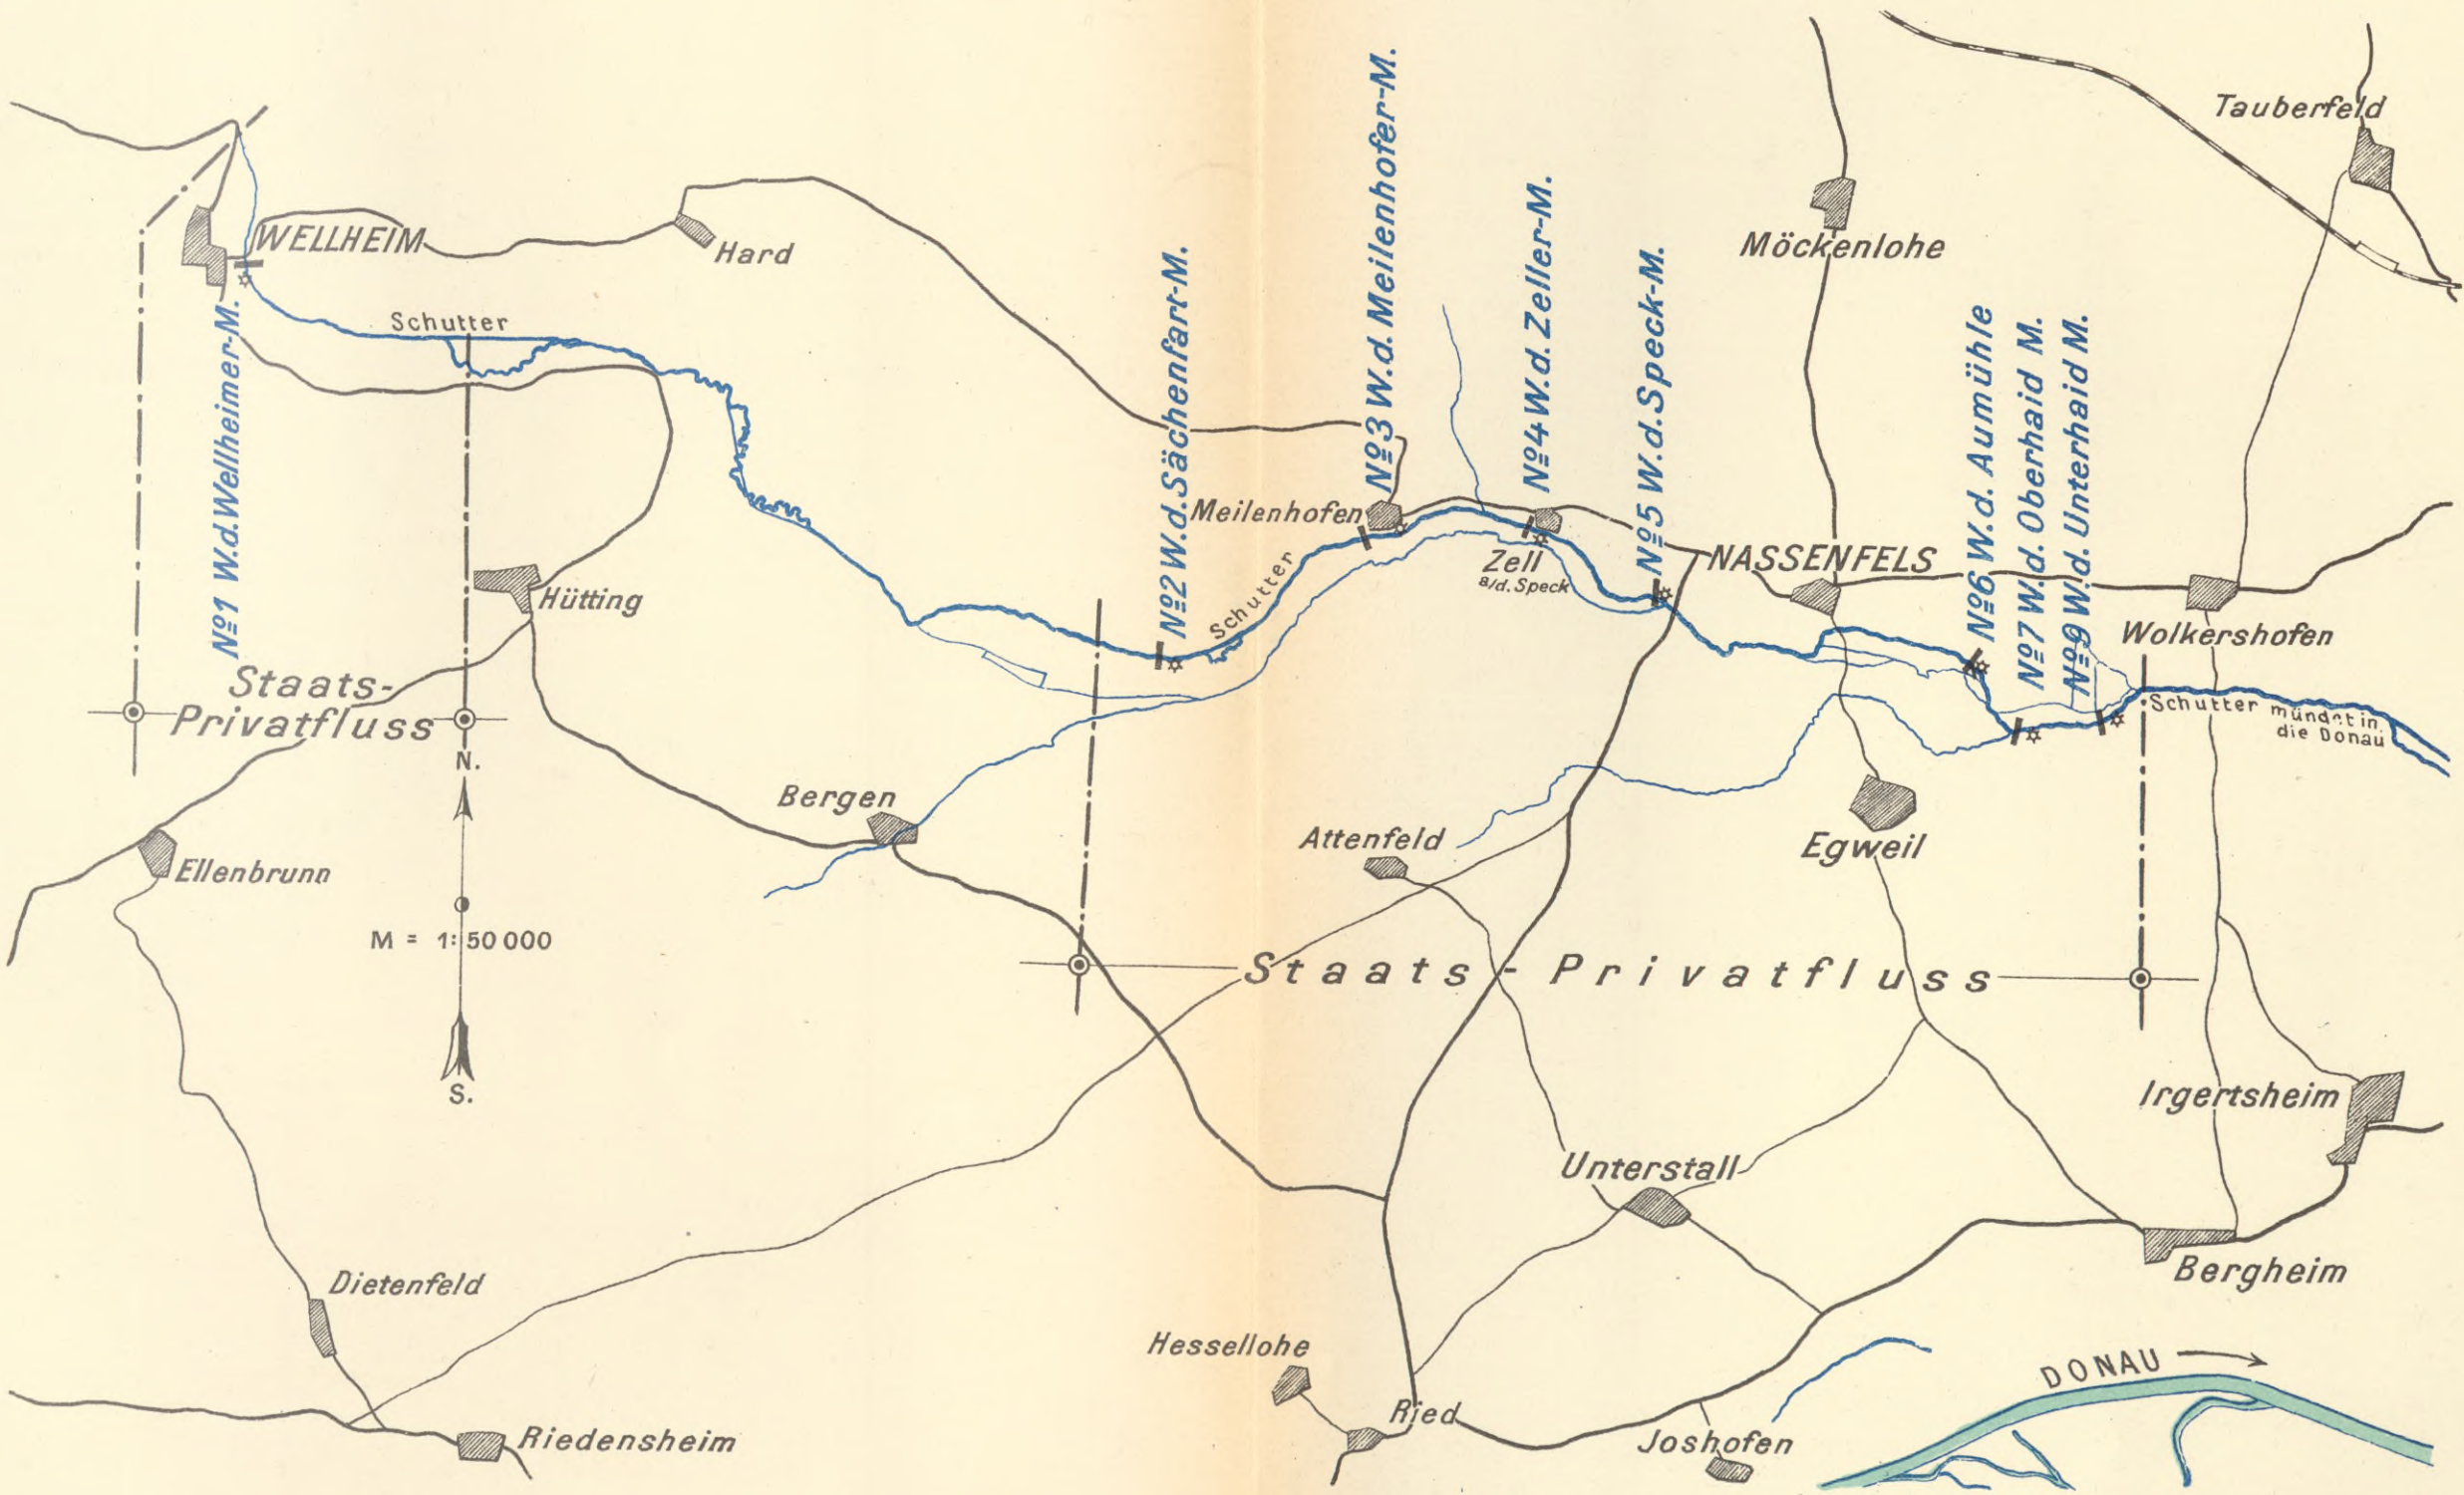 Tauberfeld
WELLHEIM
Hard
Möckenlohe
Schutter
№1 W.d.Wellheimer-M.
№2 W.d.Sächenfart-M.
№3 W.d.Meilenhofer-M.
№4 W.d.Zeller-M.
№5 W.d.Speck-M.
№6 W.d. Aumühle
№7 W.d. Oberhaid M.
W.d. Unterhaid M.
Meilenhofen
Zell
a/d. Speck
NASSENFELS
Schutter
Hütting
Wolkershofen
Staats-
Privatfluss
Schutter mündet in
die Donau
N.
Bergen
Attenfeld
Egweil
Ellenbrunn
M = 1:50 000
Staats - Privatfluss
S.
Irgertsheim
Unterstall
Bergheim
Dietenfeld
Hessellohe
DONAU
Ried
Joshofen
Riedensheim